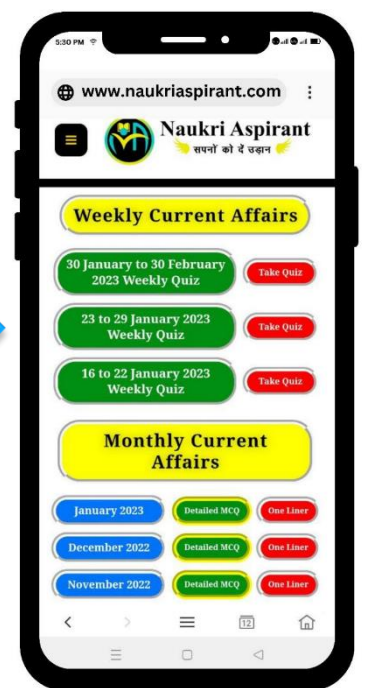 5:30 PM
www.naukriaspirant.com
Naukri Aspirant
सपनों को दें उड़ान
Weekly Current Affairs
30 January to 30 February
2023 Weekly Quiz
Take Quiz
23 to 29 January 2023
Weekly Quiz
Take Quiz
16 to 22 January 2023
Weekly Quiz
Take Quiz
Monthly Current
Affairs
January 2023
Detailed MCQ
One Liner
December 2022
Detailed MCQ
One Liner
November 2022
Detailed MCQ
One Liner
12